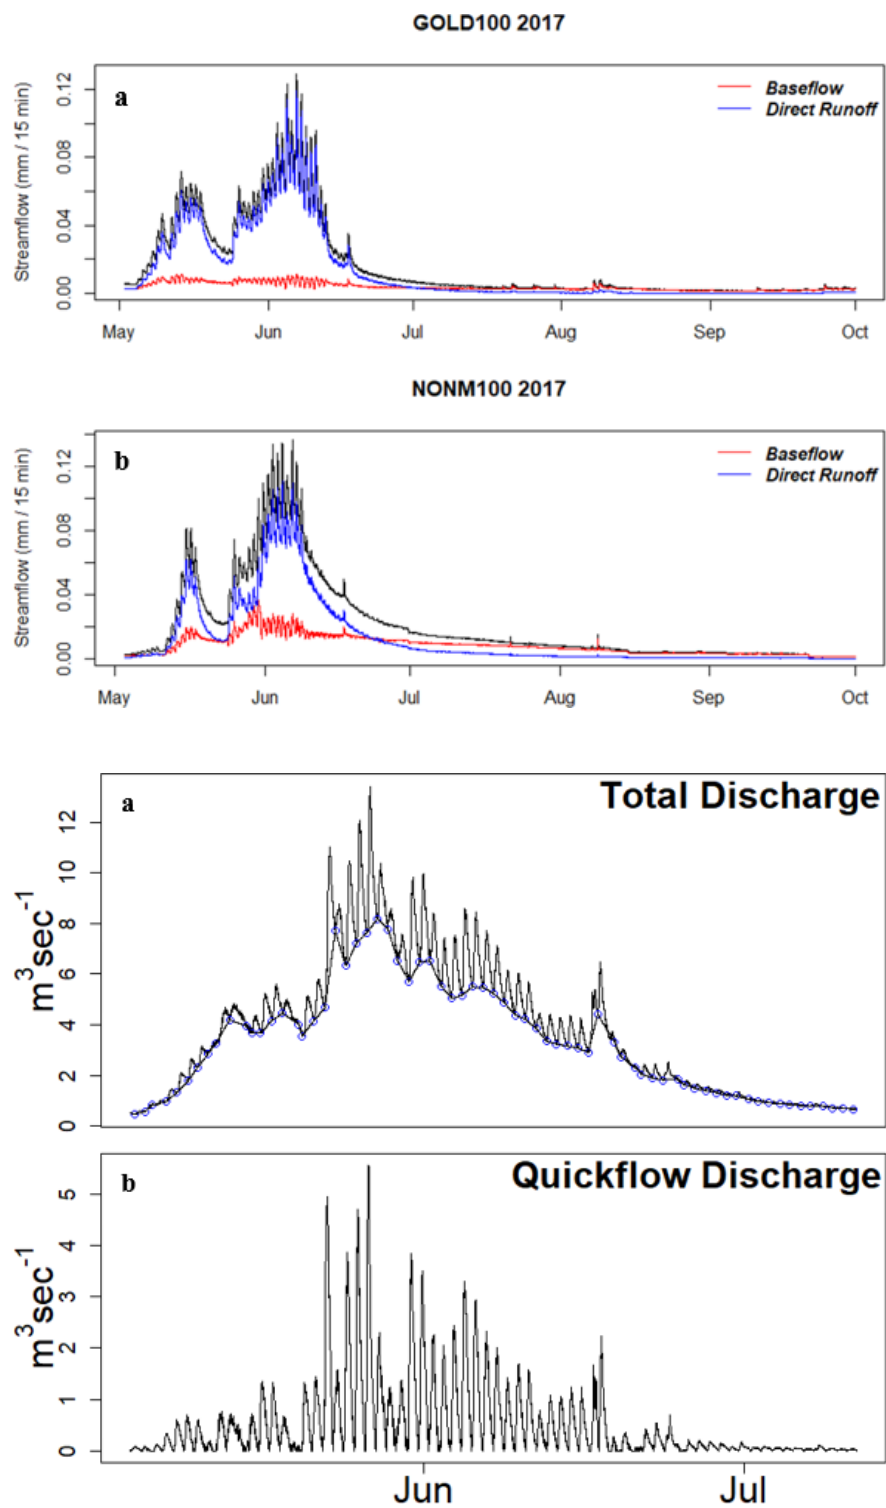 GOLD100 2017
a
Baseflow
Direct Runoff
Streamflow (mm / 15 min)
0.12
0.08
0.04
0.00
May Jun Jul Aug Sep Oct
NONM100 2017
b
Baseflow
Direct Runoff
Streamflow (mm / 15 min)
0.12
0.08
0.04
0.00
May Jun Jul Aug Sep Oct
a
Total Discharge
m³sec⁻¹
12
10
8
6
4
2
0
b
Quickflow Discharge
m³sec⁻¹
5
4
3
2
1
0
Jun Jul